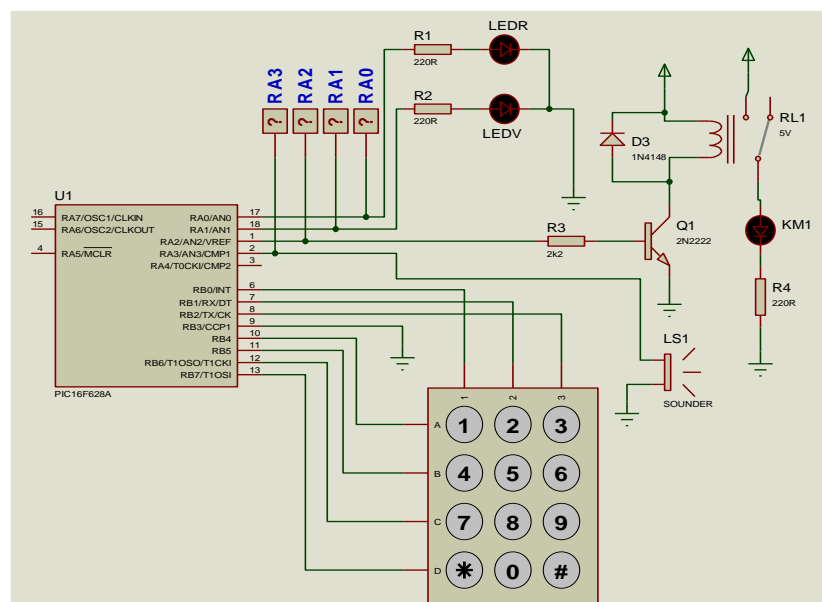 R1
220R
LEDR
RA3
RA2
RA1
RA0
?
?
?
?
R2
220R
LEDV
D3
1N4148
RL1
5V
U1
16
15
4
RA7/OSC1/CLKIN
RA6/OSC2/CLKOUT
RA5/MCLR
RA0/AN0
RA1/AN1
RA2/AN2/VREF
RA3/AN3/CMP1
RA4/T0CKI/CMP2
RB0/INT
RB1/RX/DT
RB2/TX/CK
RB3/CCP1
RB4
RB5
RB6/T1OSO/T1CKI
RB7/T1OSI
17
18
1
2
3
6
7
8
9
10
11
12
13
PIC16F628A
R3
2k2
Q1
2N2222
KM1
R4
220R
LS1
SOUNDER
1
2
3
A
1
2
3
B
4
5
6
C
7
8
9
D
*
0
#